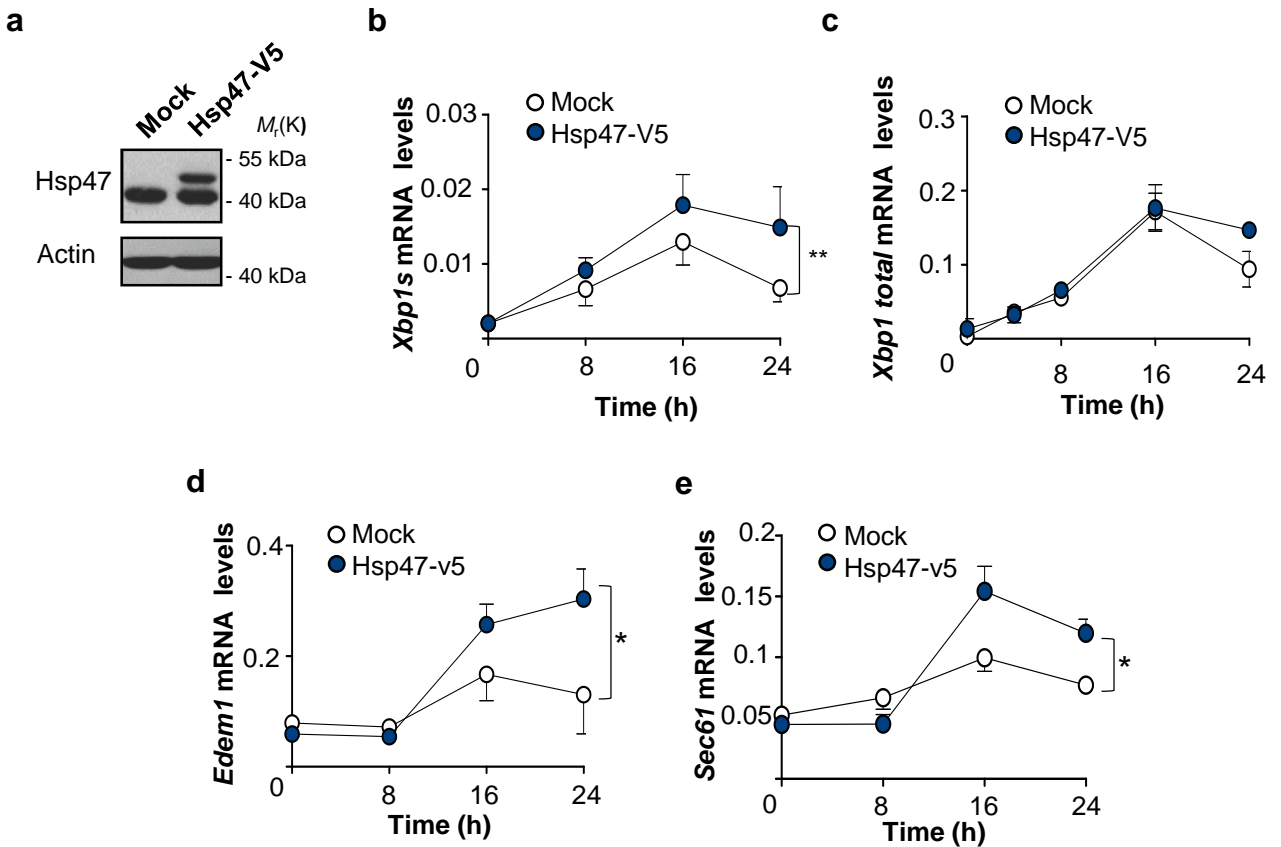 a
Mock
Hsp47-V5
Mr(K)
Hsp47
- 55 kDa
- 40 kDa
Actin
- 40 kDa
b
Xbp1s mRNA levels
0.03
0.02
0.01
Mock
Hsp47-V5
**
0 8 16 24
Time (h)
c
Xbp1 total mRNA levels
0.3
0.2
0.1
Mock
Hsp47-V5
0 8 16 24
Time (h)
d
Edem1 mRNA levels
0.4
0.2
Mock
Hsp47-v5
*
0 8 16 24
Time (h)
e
Sec61 mRNA levels
0.2
0.15
0.1
0.05
Mock
Hsp47-v5
*
0 8 16 24
Time (h)